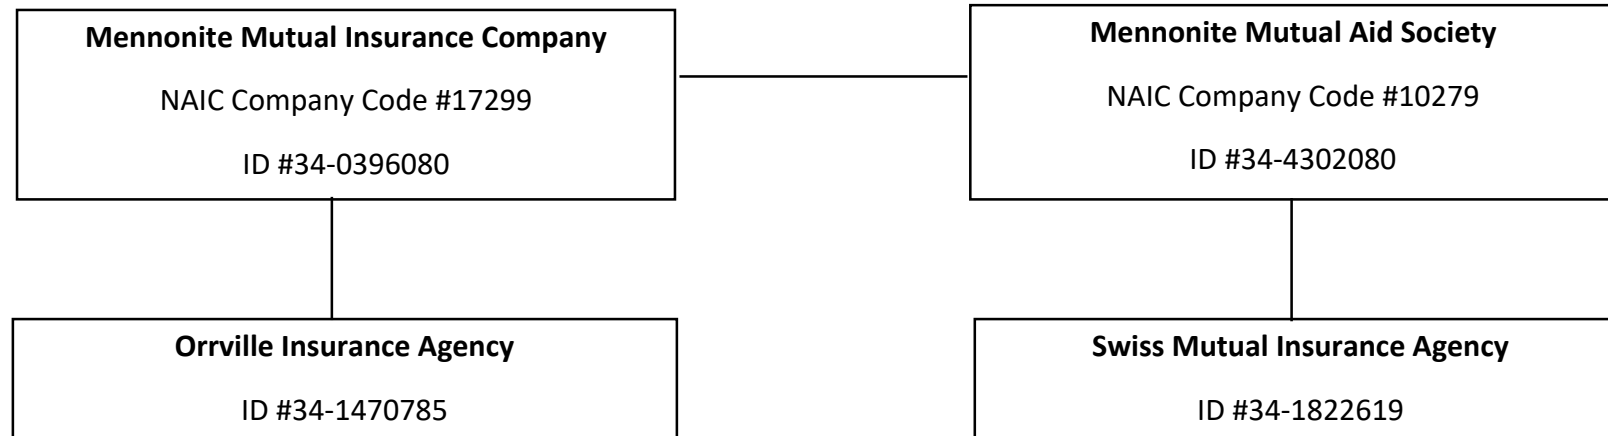 Mennonite Mutual Insurance Company
NAIC Company Code #17299
ID #34-0396080
Mennonite Mutual Aid Society
NAIC Company Code #10279
ID #34-4302080
Orrville Insurance Agency
ID #34-1470785
Swiss Mutual Insurance Agency
ID #34-1822619